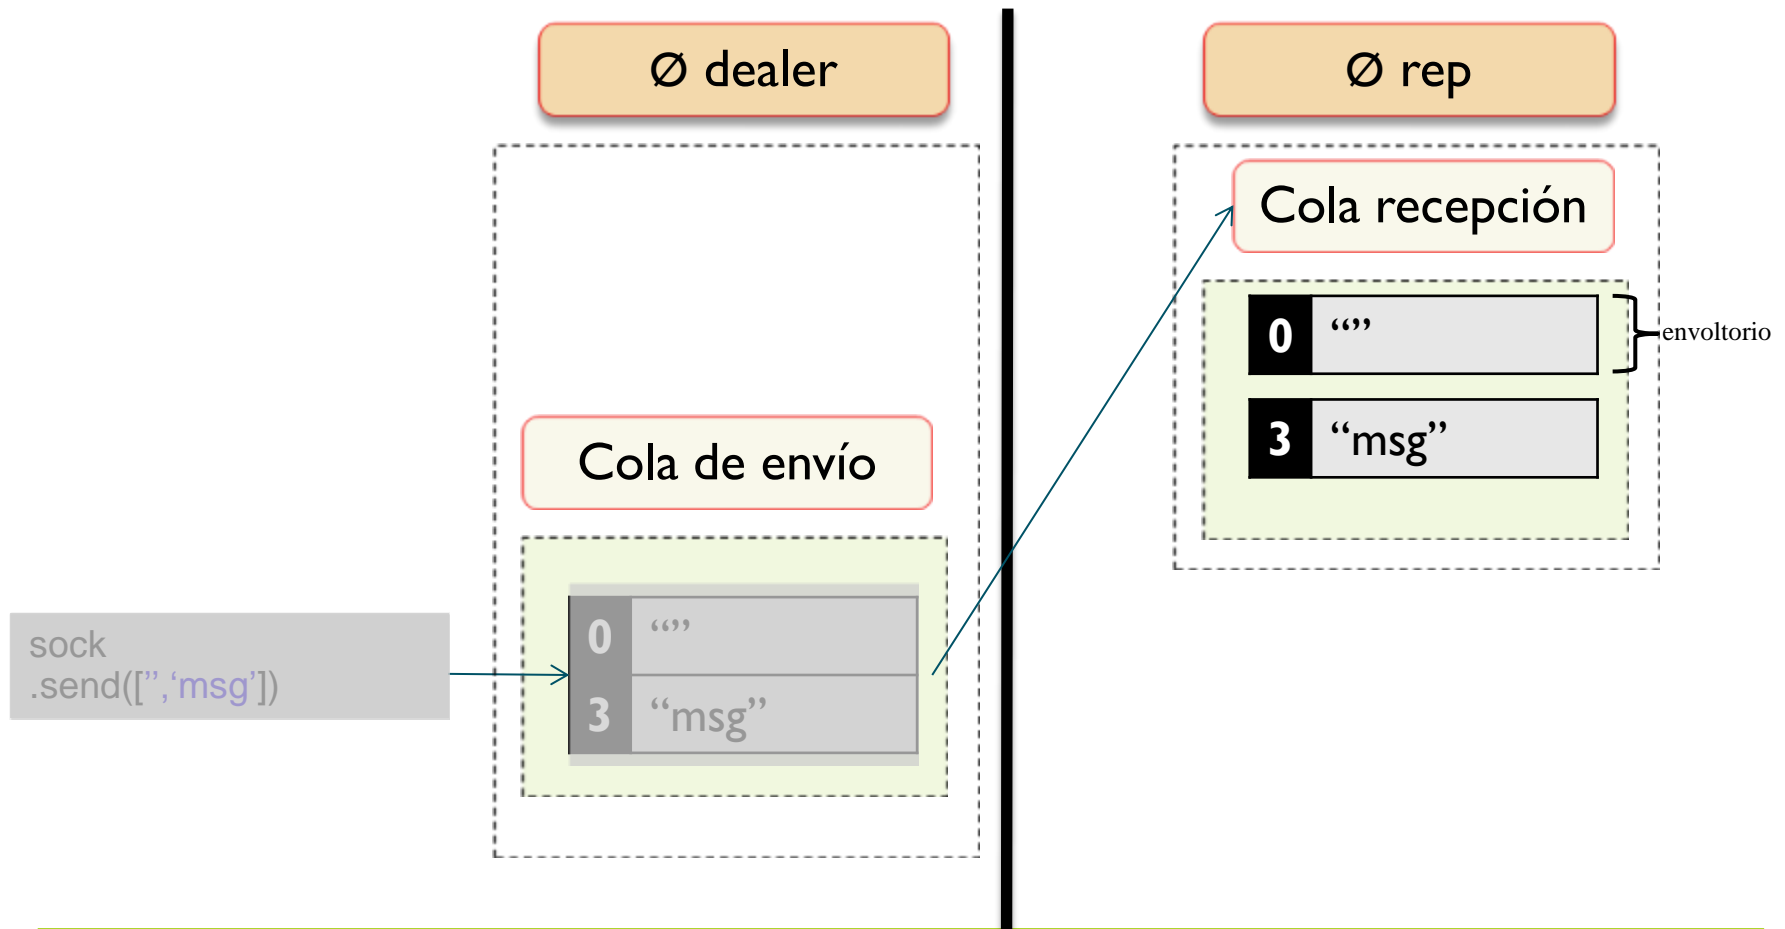 Ø dealer
Ø rep
Cola recepción
0 “”
envoltorio
3 “msg”
Cola de envío
0 “”
3 “msg”
sock
.send(['',‘msg'])